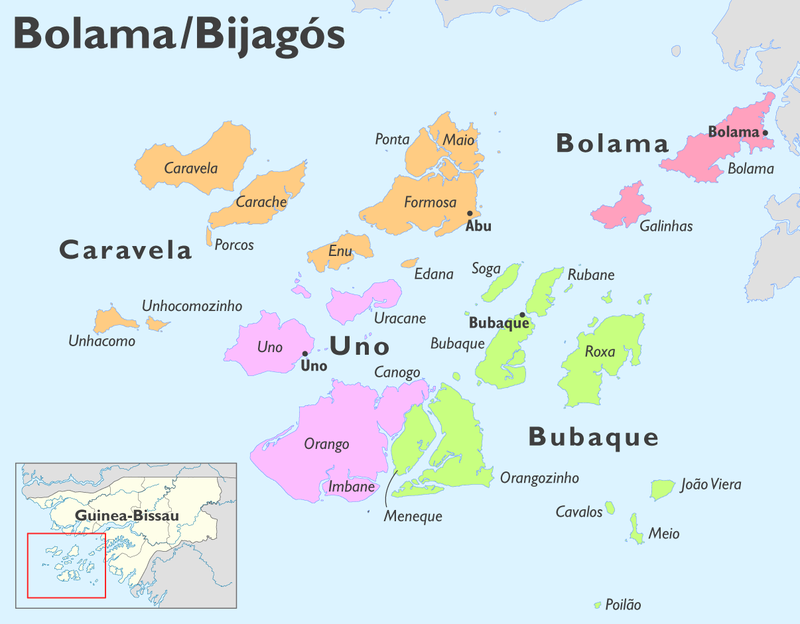 Bolama/Bijagós
Ponta
Maio
Bolama
Bolama
Bolama
Caravela
Carache
Formosa
Abu
Galinhas
Porcos
Caravela
Enu
Edana
Soga
Rubane
Unhocomozinho
Unhacomo
Uracane
Bubaque
Bubaque
Uno
Uno
Uno
Roxa
Canogo
Bubaque
Orango
Imbane
Orangozinho
Meneque
João Viera
Cavalos
Meio
Poilão
Guinea-Bissau